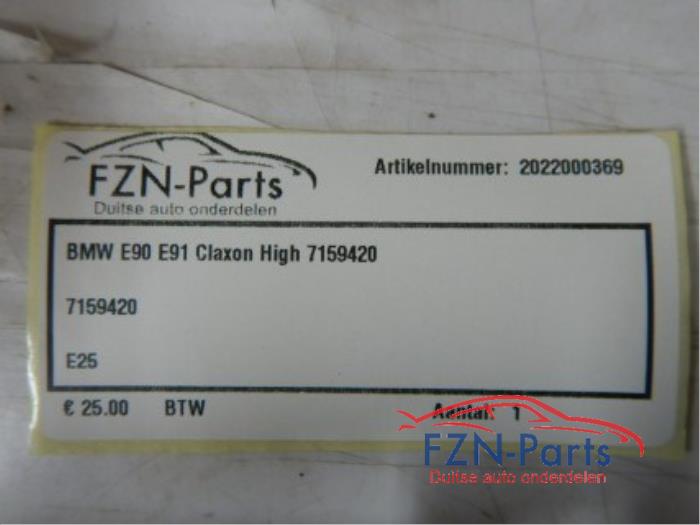 FZN-Parts
Duitse auto onderdelen
Artikelnummer: 2022000369
BMW E90 E91 Claxon High 7159420
7159420
E25
€ 25.00 BTW Aantal: 1
FZN-Parts
Duitse auto onderdelen